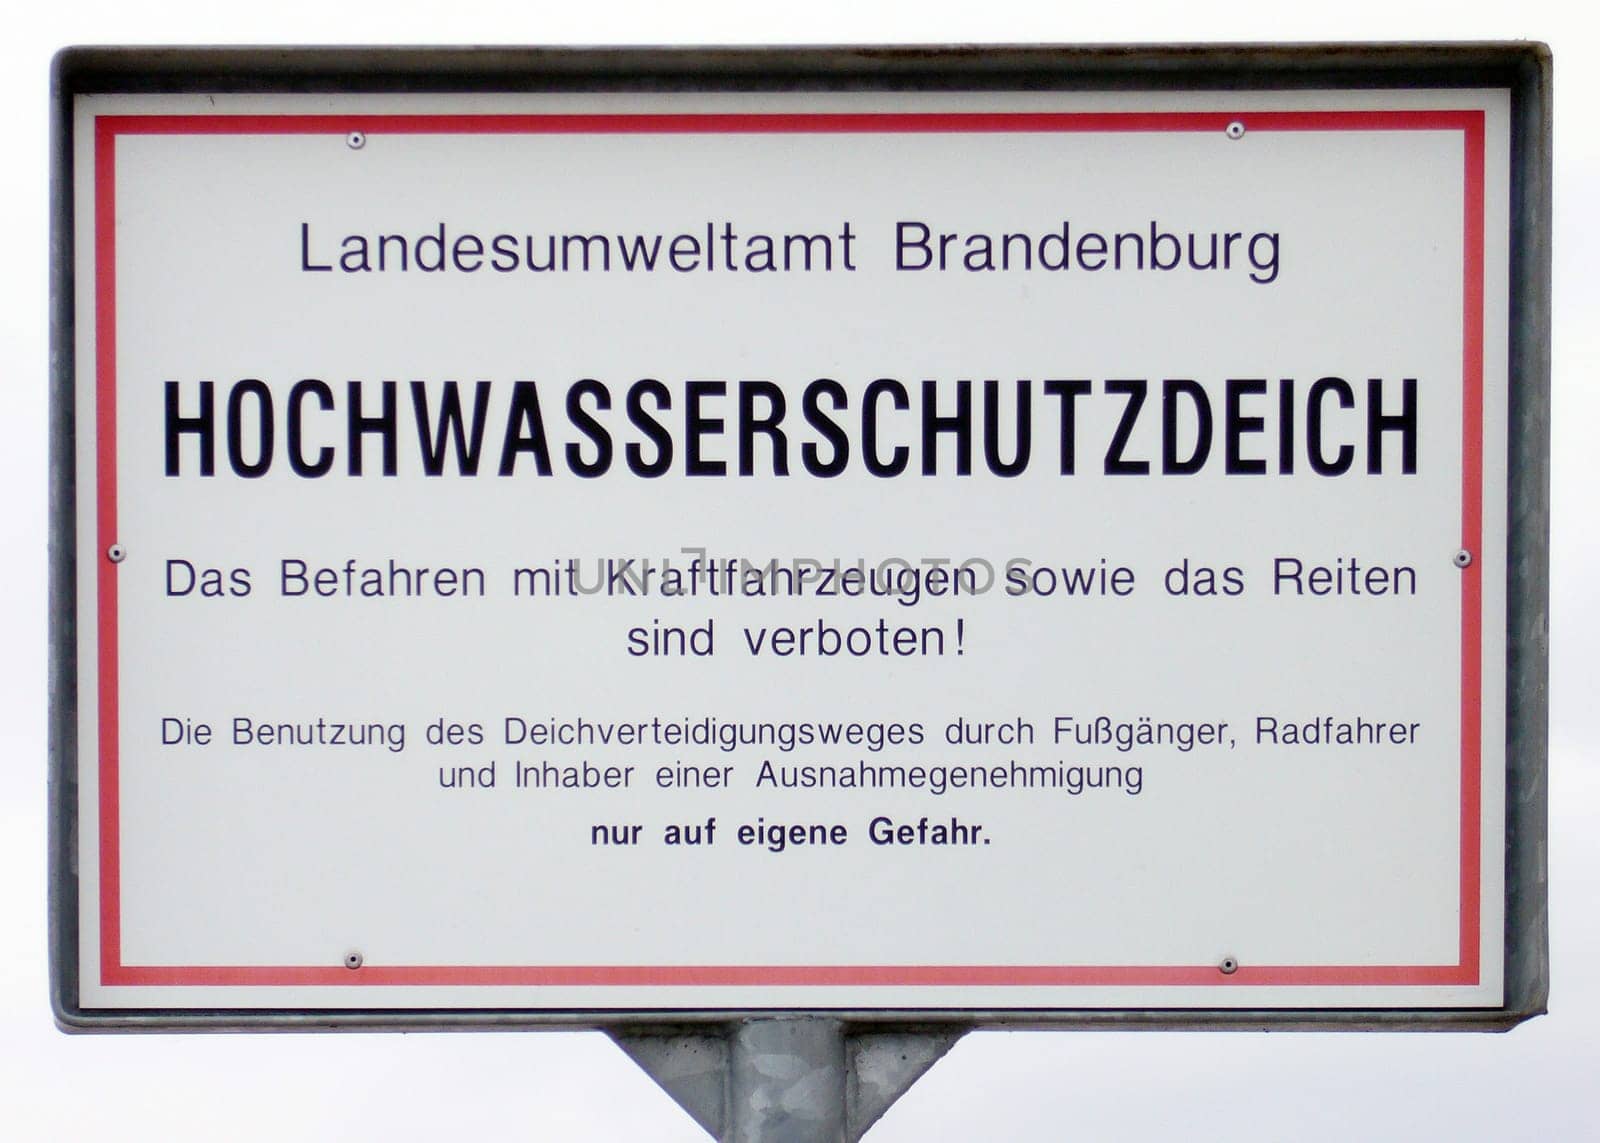 Landesumweltamt Brandenburg
HOCHWASSERSCHUTZDEICH
Das Befahren mit Kraftfahrzeugen sowie das Reiten
sind verboten!
Die Benutzung des Deichverteidigungsweges durch Fußgänger, Radfahrer
und Inhaber einer Ausnahmegenehmigung
nur auf eigene Gefahr.
UNL7IMPHOTOS